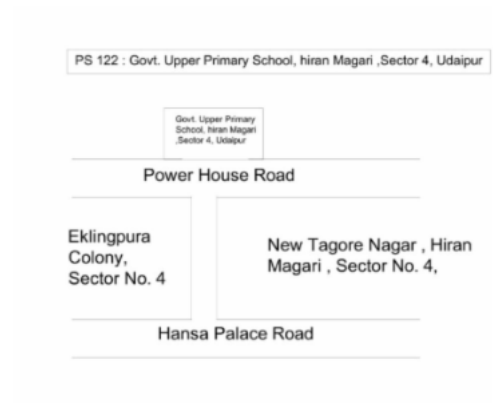 PS 122 : Govt. Upper Primary School, hiran Magari ,Sector 4, Udaipur
Govt. Upper Primary
School, hiran Magari
,Sector 4, Udaipur
Power House Road
Eklingpura
Colony,
Sector No. 4
New Tagore Nagar , Hiran
Magari , Sector No. 4,
Hansa Palace Road